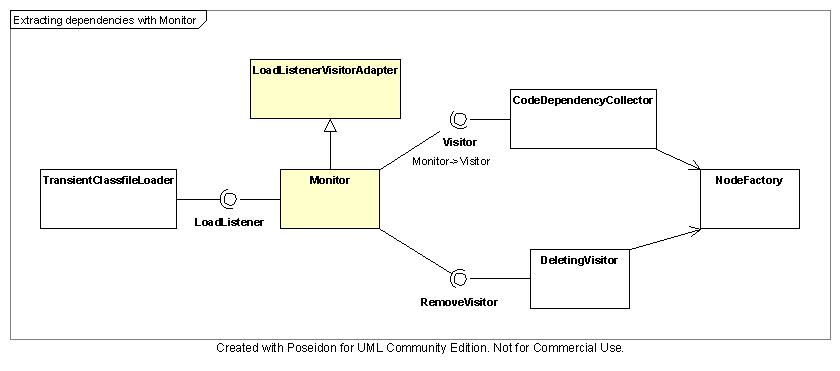 Extracting dependencies with Monitor
LoadListenerVisitorAdapter
CodeDependencyCollector
Visitor
Monitor->Visitor
TransientClassfileLoader
Monitor
NodeFactory
LoadListener
DeletingVisitor
RemoveVisitor
Created with Poseidon for UML Community Edition. Not for Commercial Use.